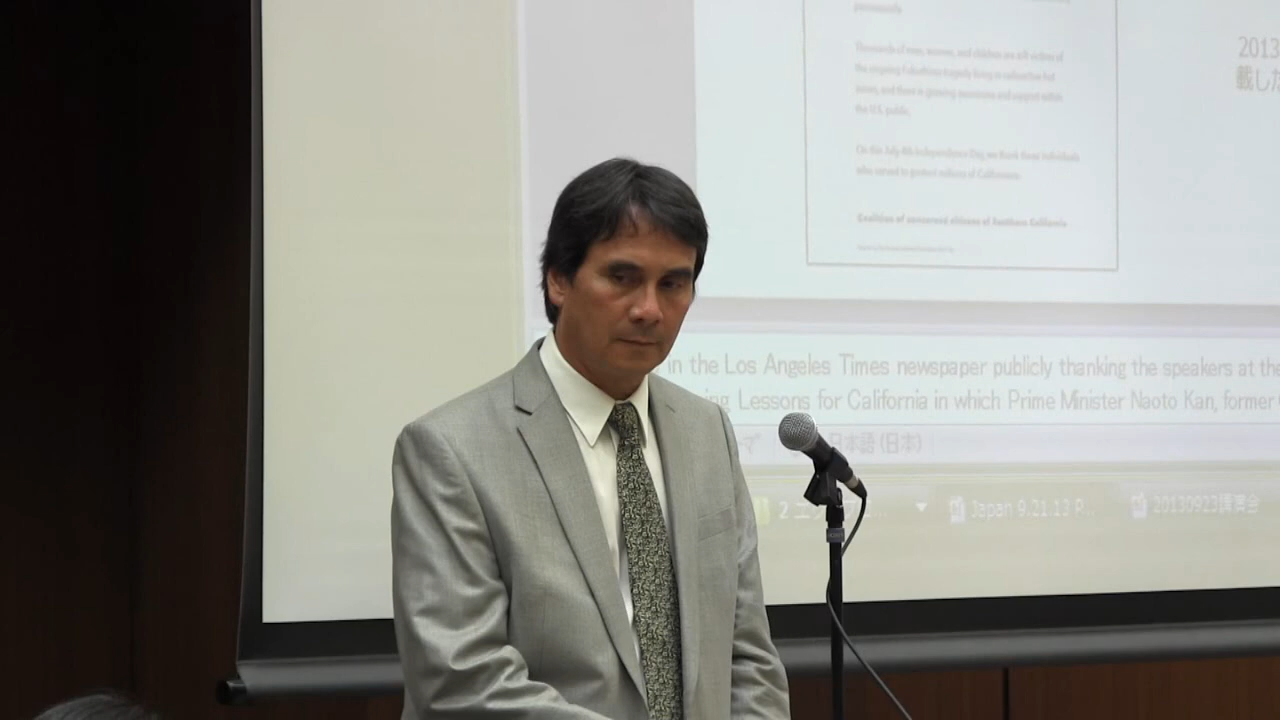 Thousands of men, women, and children are still victims of
the ongoing Fukushima tragedy living in radioactive hot
zones, and there is growing awareness and support within
the U.S. public.
On this July 4th Independence Day, we thank these individuals
who served to protect millions of Californians.
Coalition of concerned citizens of Southern California
2013
載した
in the Los Angeles Times newspaper publicly thanking the speakers at the
ing Lessons for California in which Prime Minister Naoto Kan, former
日本語 (日本)
2 エ
Japan 9.21.13 P...
20130923講演会